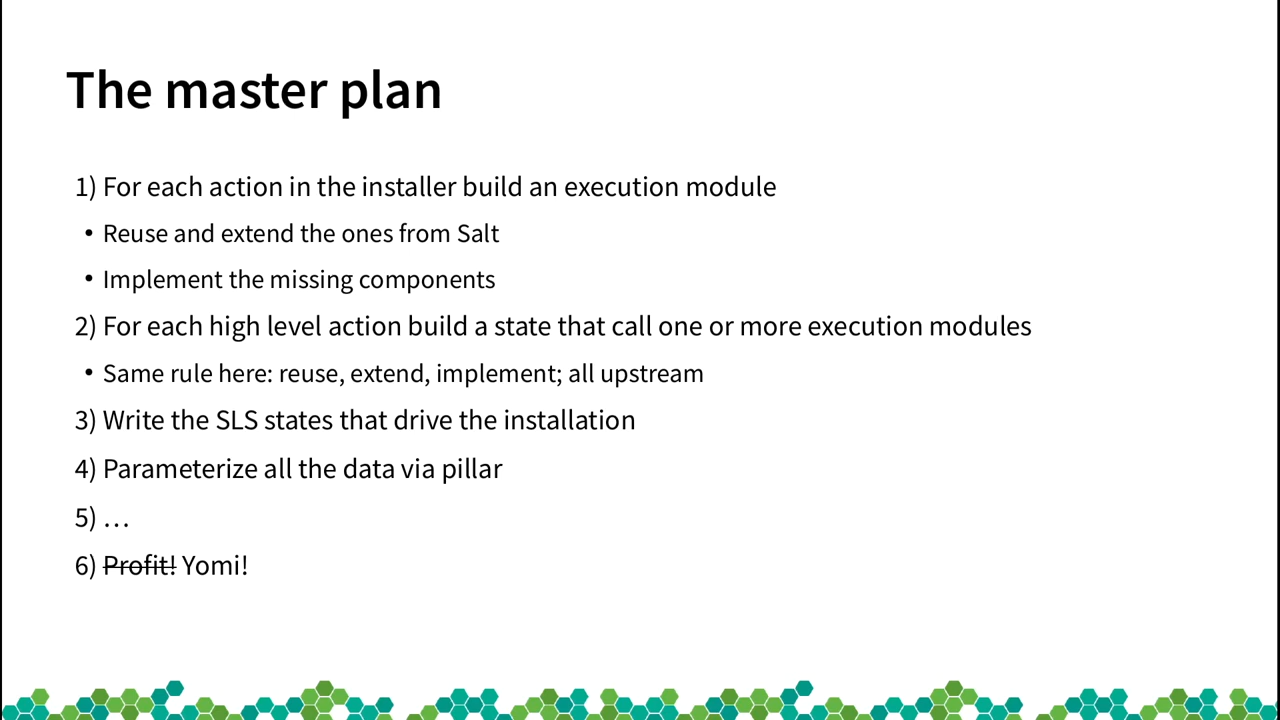 The master plan
1) For each action in the installer build an execution module
• Reuse and extend the ones from Salt
• Implement the missing components
2) For each high level action build a state that call one or more execution modules
• Same rule here: reuse, extend, implement; all upstream
3) Write the SLS states that drive the installation
4) Parameterize all the data via pillar
5) …
6) Profit! Yomi!